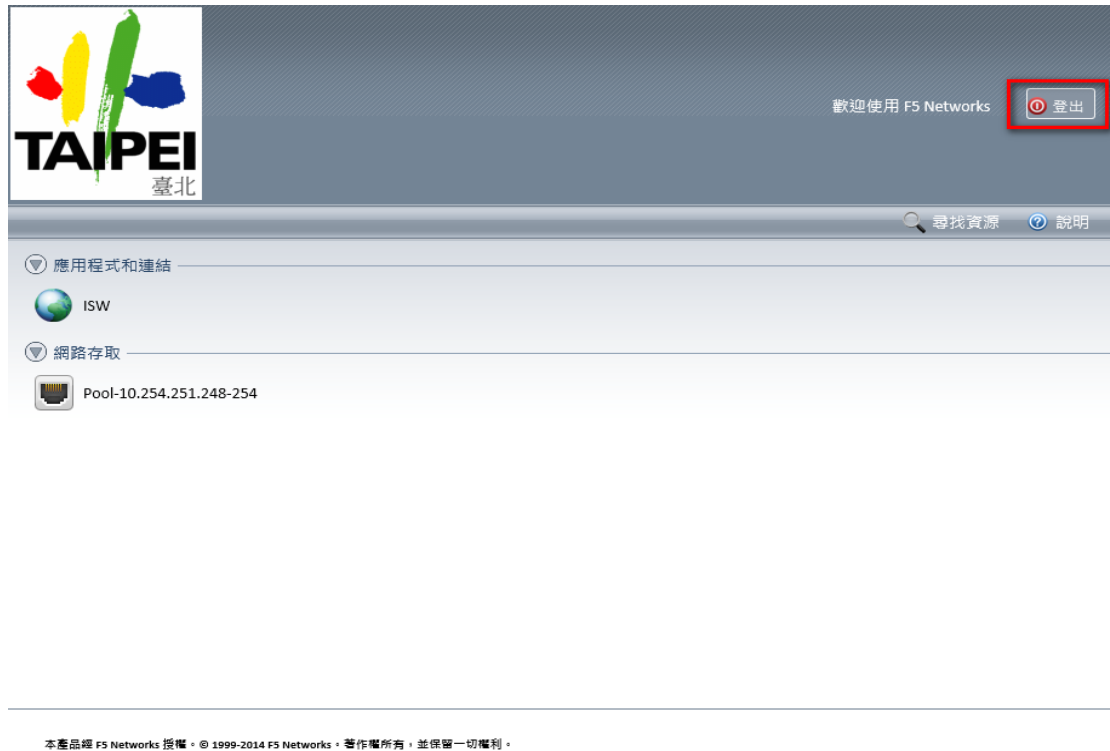 TAIPEI
臺北
歡迎使用 F5 Networks
登出
尋找資源
說明
應用程式和連結
ISW
網路存取
Pool-10.254.251.248-254
本產品經 F5 Networks 授權。© 1999-2014 F5 Networks。著作權所有，並保留一切權利。